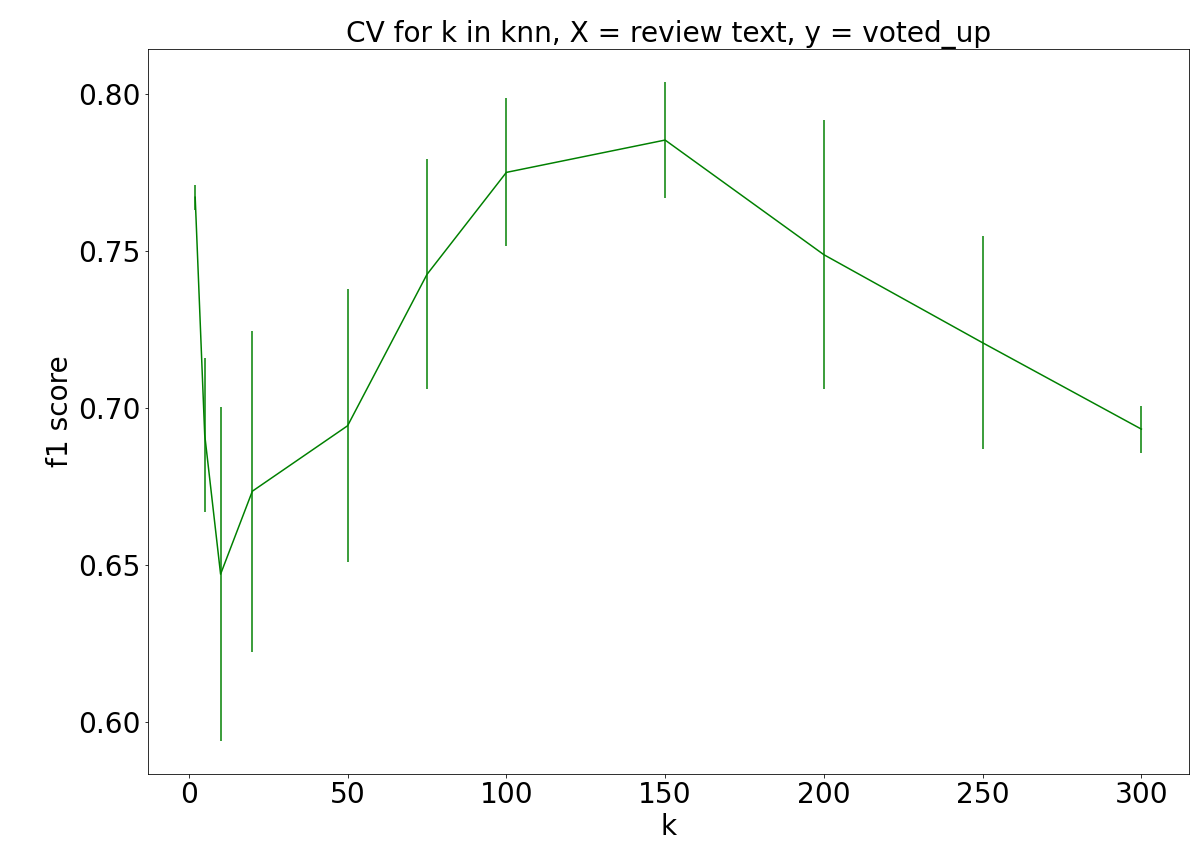 CV for k in knn, X = review text, y = voted_up
0.80
0.75
0.70
0.65
0.60
f1 score
0 50 100 150 200 250 300
k